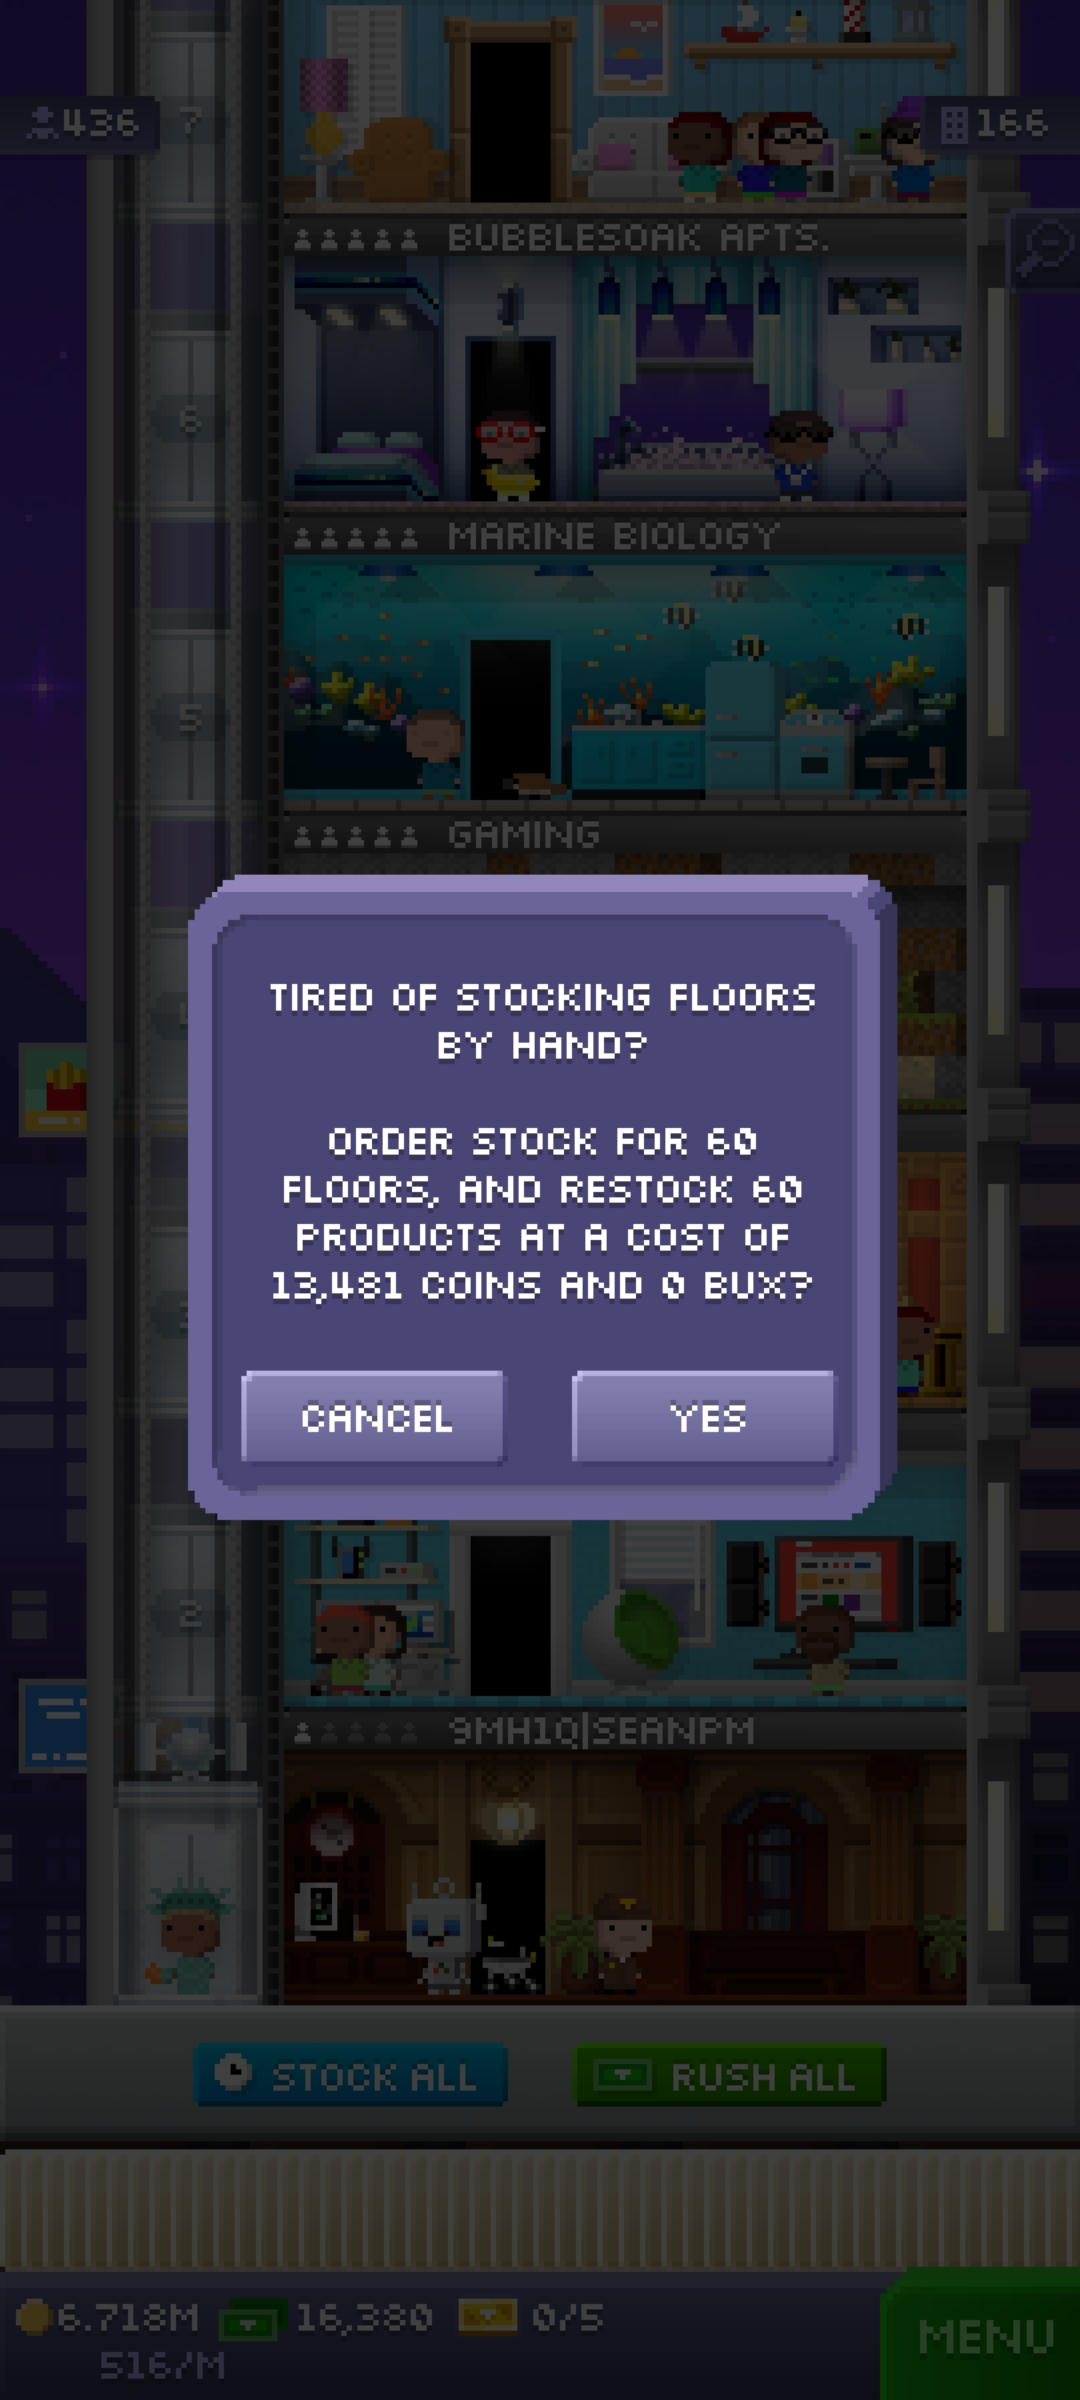 436
7
166
BUBBLESOAK APTS.
6
MARINE BIOLOGY
5
GAMING
TIRED OF STOCKING FLOORS
BY HAND?
ORDER STOCK FOR 60
FLOORS, AND RESTOCK 60
PRODUCTS AT A COST OF
13,481 COINS AND 0 BUX?
CANCEL
YES
2
9MH1Q|SEANPM
STOCK ALL
RUSH ALL
6.718M
16,380
0/5
MENU
516/M